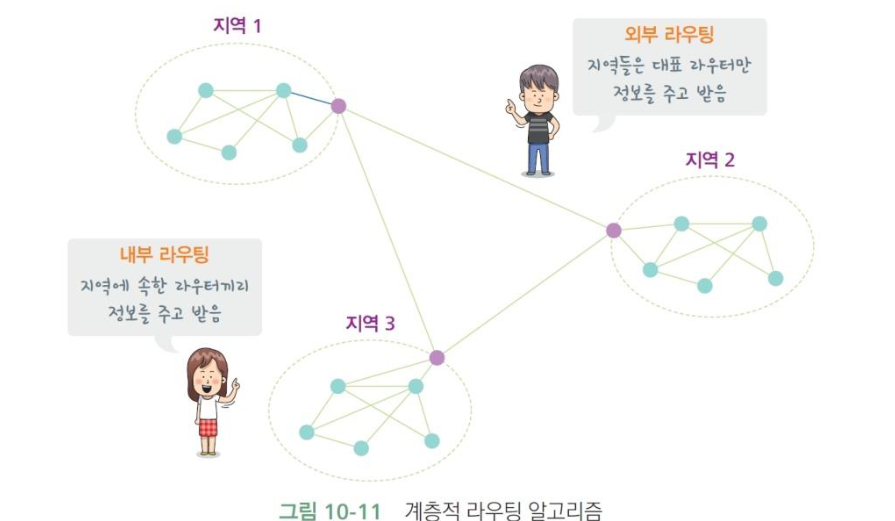 지역 1
외부 라우팅
지역들은 대표 라우터만
정보를 주고 받음
지역 2
내부 라우팅
지역에 속한 라우터끼리
정보를 주고 받음
지역 3
그림 10-11 계층적 라우팅 알고리즘